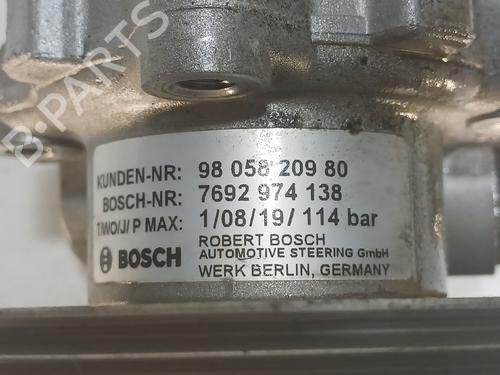 B-PARTS
KUNDEN-NR: 98 058 209 80
BOSCH-NR: 7692 974 138
T/WO/J/P MAX: 1/08/19/ 114 bar
BOSCH
ROBERT BOSCH
AUTOMOTIVE STEERING GmbH
WERK BERLIN, GERMANY